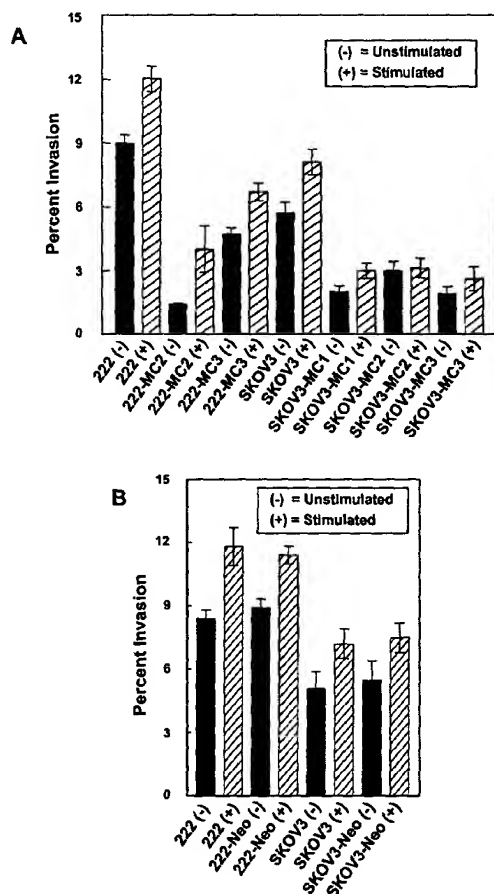 A
15
12
9
6
3
0
Percent Invasion
(-) = Unstimulated
(+) = Stimulated
222 (-)
222 (+)
222-MC2 (-)
222-MC2 (+)
222-MC3 (-)
222-MC3 (+)
SKOV3 (-)
SKOV3 (+)
SKOV3-MC1 (-)
SKOV3-MC1 (+)
SKOV3-MC2 (-)
SKOV3-MC2 (+)
SKOV3-MC3 (-)
SKOV3-MC3 (+)
B
15
12
9
6
3
0
Percent Invasion
(-) = Unstimulated
(+) = Stimulated
222 (-)
222 (+)
222-Neo (-)
222-Neo (+)
SKOV3 (-)
SKOV3 (+)
SKOV3-Neo (-)
SKOV3-Neo (+)